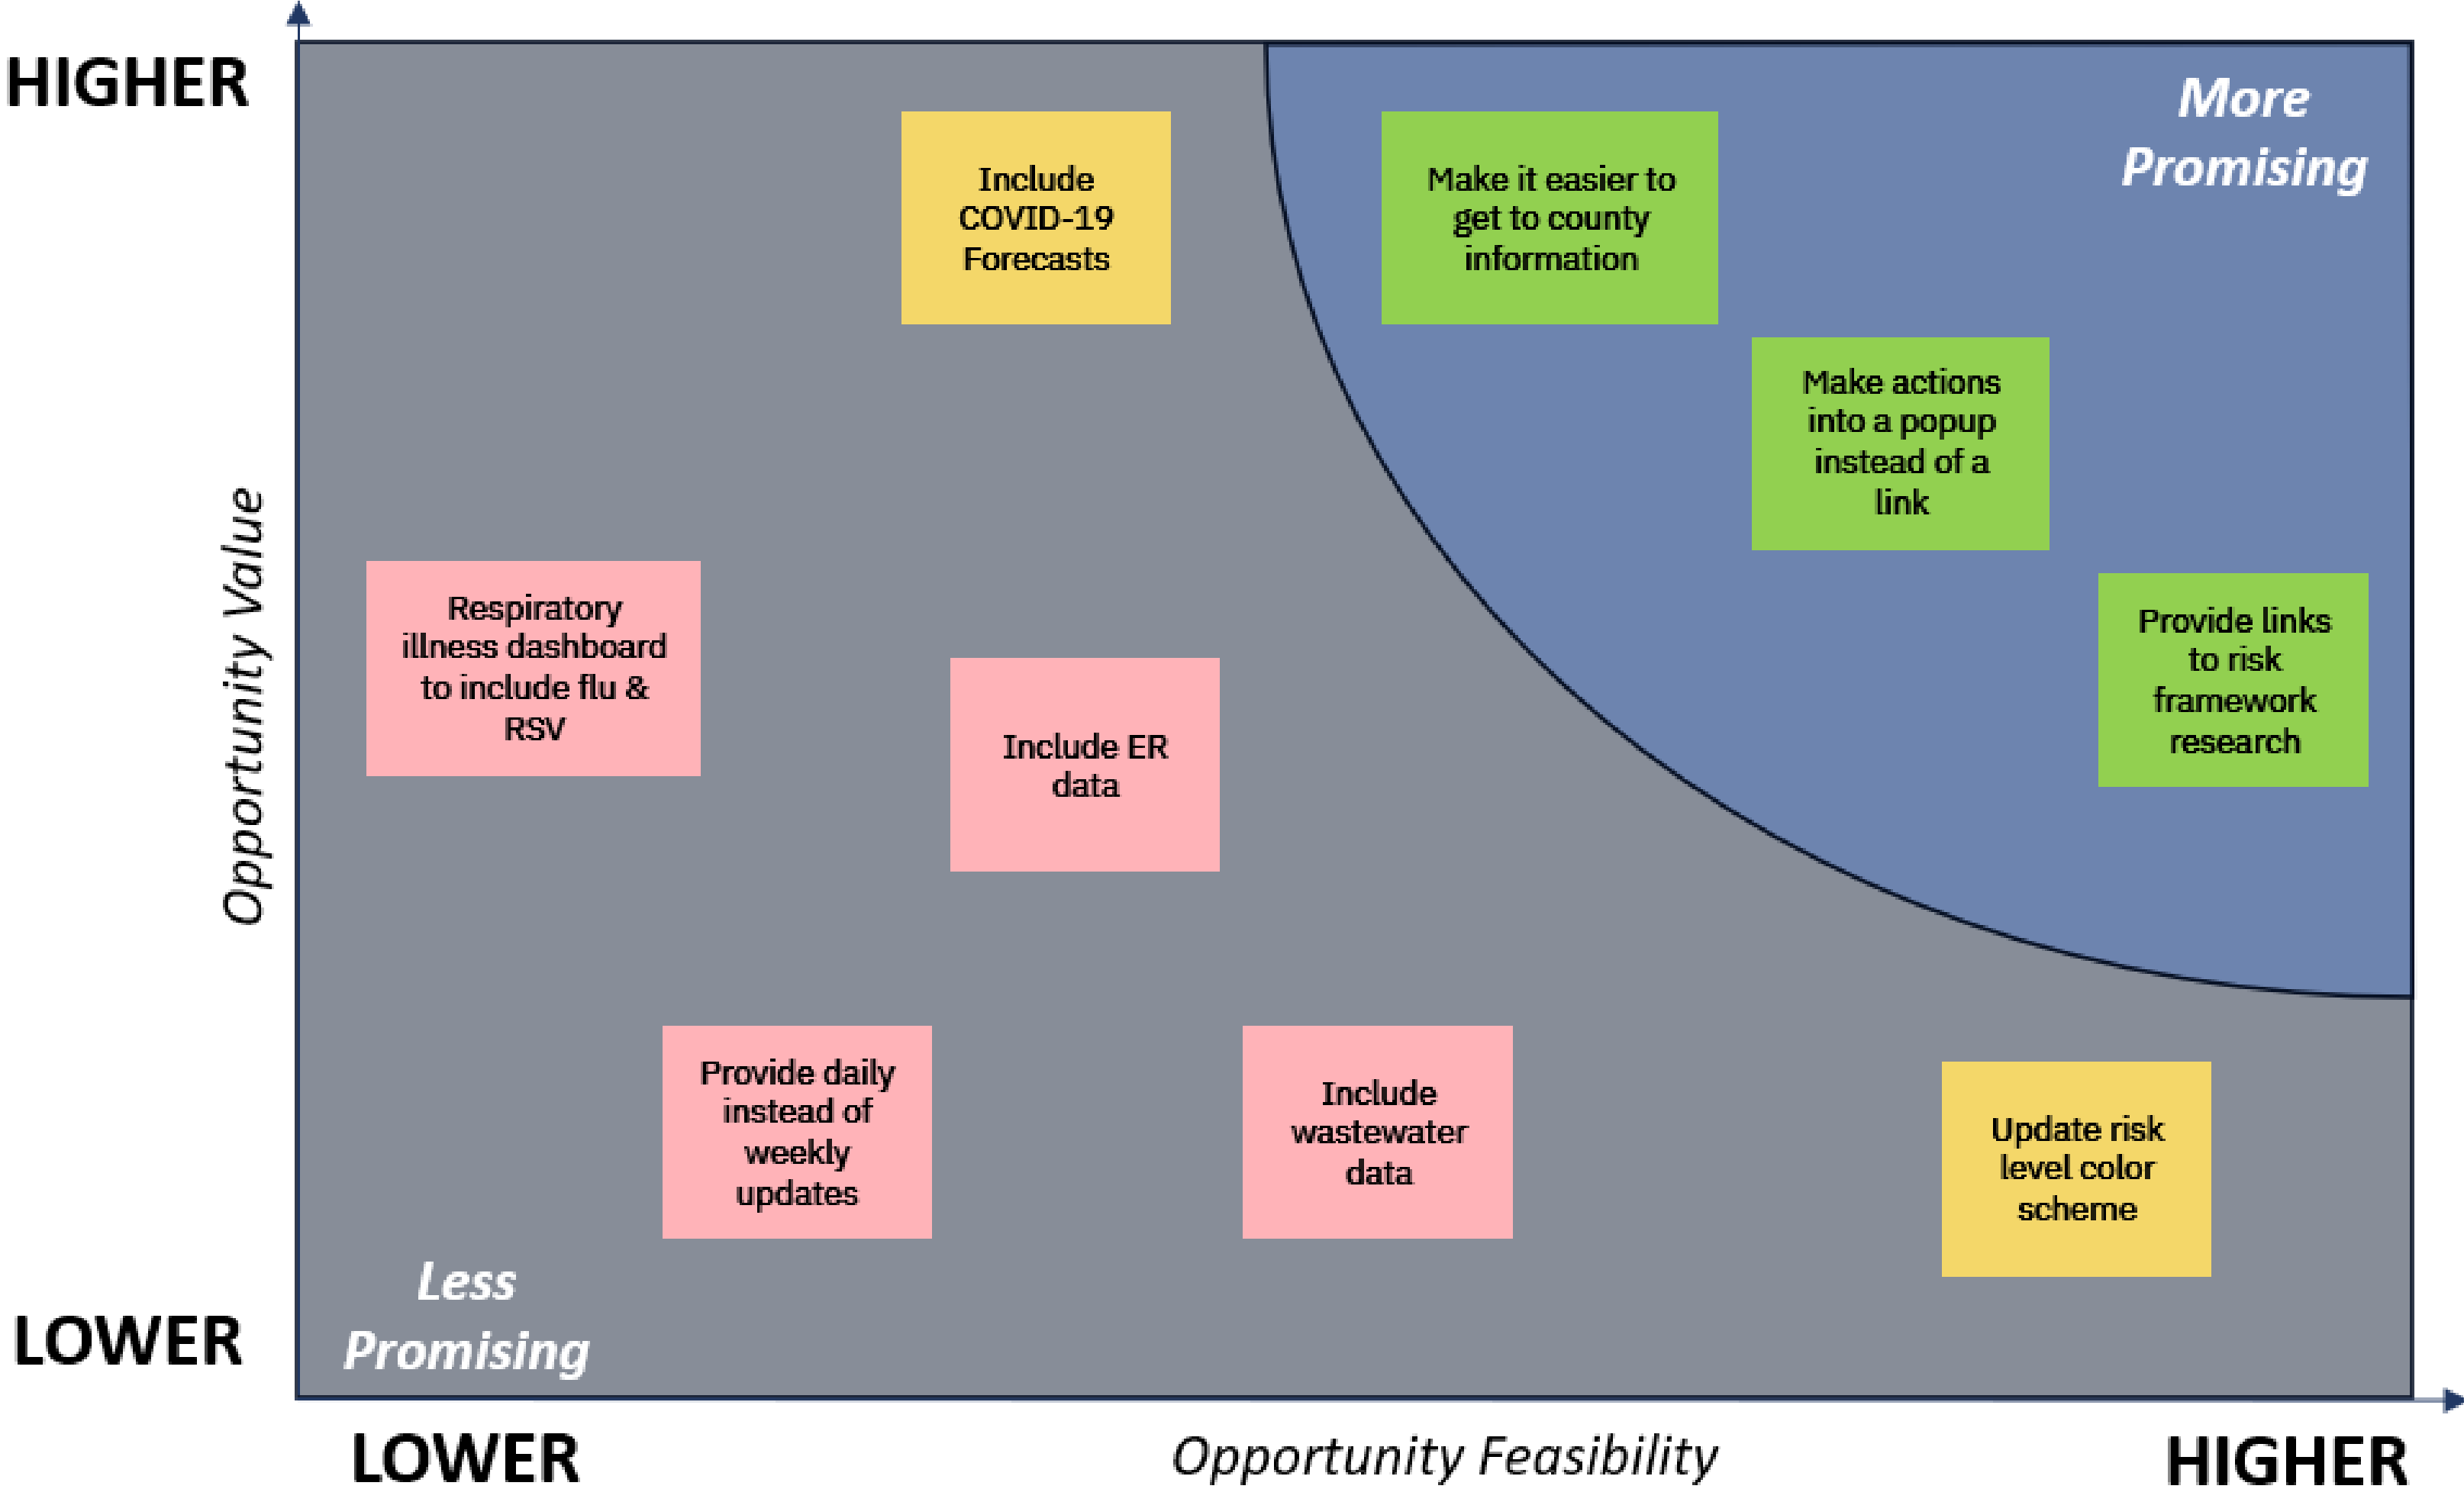 HIGHER
More
Promising
Include
COVID-19
Forecasts
Make it easier to
get to county
information
Make actions
into a popup
instead of a
link
Opportunity Value
Respiratory
illness dashboard
to include flu &
RSV
Include ER
data
Provide links
to risk
framework
research
Provide daily
instead of
weekly
updates
Include
wastewater
data
Update risk
level color
scheme
Less
Promising
LOWER
LOWER
Opportunity Feasibility
HIGHER